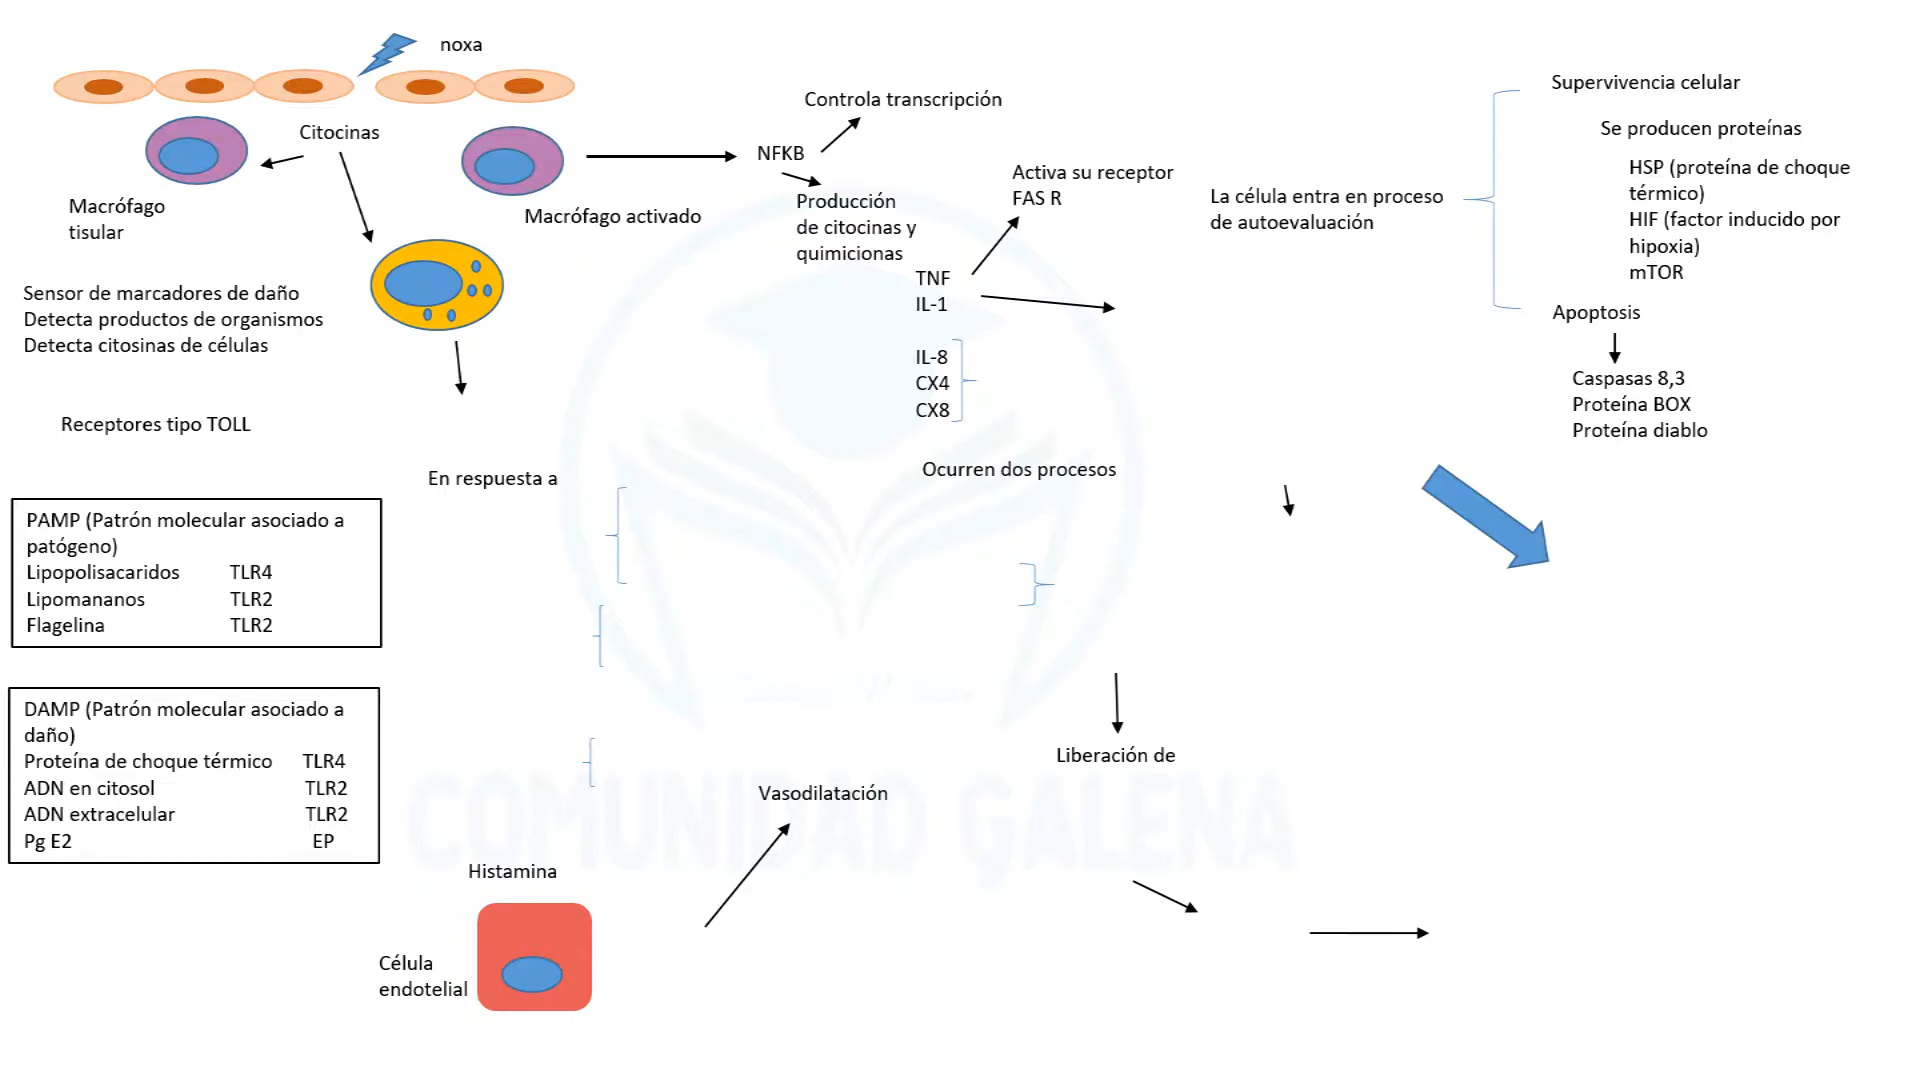 noxa
Citocinas
Macrófago
tisular
Sensor de marcadores de daño
Detecta productos de organismos
Detecta citosinas de células
Receptores tipo TOLL
PAMP (Patrón molecular asociado a
patógeno)
Lipopolisacaridos TLR4
Lipomananos TLR2
Flagelina TLR2
DAMP (Patrón molecular asociado a
daño)
Proteína de choque térmico TLR4
ADN en citosol TLR2
ADN extracelular TLR2
Pg E2 EP
Macrófago activado
NFKB
Controla transcripción
Producción
de citocinas y
quimicionas
TNF
IL-1
Activa su receptor
FAS R
IL-8
CX4
CX8
La célula entra en proceso
de autoevaluación
Supervivencia celular
Se producen proteínas
HSP (proteína de choque
térmico)
HIF (factor inducido por
hipoxia)
mTOR
Apoptosis
Caspasas 8,3
Proteína BOX
Proteína diablo
En respuesta a
Ocurren dos procesos
Liberación de
Vasodilatación
Histamina
Célula
endotelial
COMUNIDAD GALENA